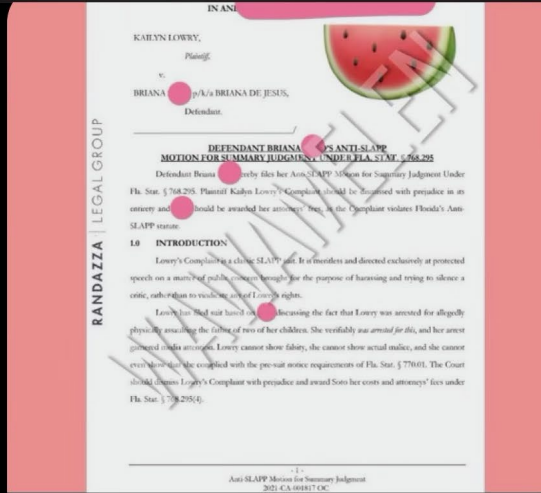 IN AND
KAILYN LOWRY,
Plaintiff,
v.
BRIANA p/k/a BRIANA DE JESUS,
Defendant.
/
DEFENDANT BRIANA O'S ANTI-SLAPP
MOTION FOR SUMMARY JUDGMENT UNDER FLA. STAT. § 768.295
Defendant Briana ereby files her Anti-SLAPP Motion for Summary Judgment Under
Fla. Stat. § 768.295. Plaintiff Kailyn Lowry's Complaint should be dismissed with prejudice in its
entirety and should be awarded her attorneys' fees, as the Complaint violates Florida's Anti-
SLAPP statute.
1.0 INTRODUCTION
Lowry's Complaint is a classic SLAPP suit. It is meritless and directed exclusively at protected
speech on a matter of public concern brought for the purpose of harassing and trying to silence a
critic, rather than to vindicate any of Lowry's rights.
Lowry has filed suit based on discussing the fact that Lowry was arrested for allegedly
physically assaulting the father of two of her children. She verifiably was arrested for this, and her arrest
garnered media attention. Lowry cannot show falsity, she cannot show actual malice, and she cannot
even show that she complied with the pre-suit notice requirements of Fla. Stat. § 770.01. The Court
should dismiss Lowry's Complaint with prejudice and award Soto her costs and attorneys' fees under
Fla. Stat. § 768.295(4).
- 1 -
Anti-SLAPP Motion for Summary Judgment
2021-CA-001817 OC
RANDAZZA | LEGAL GROUP
WAWAMELEN